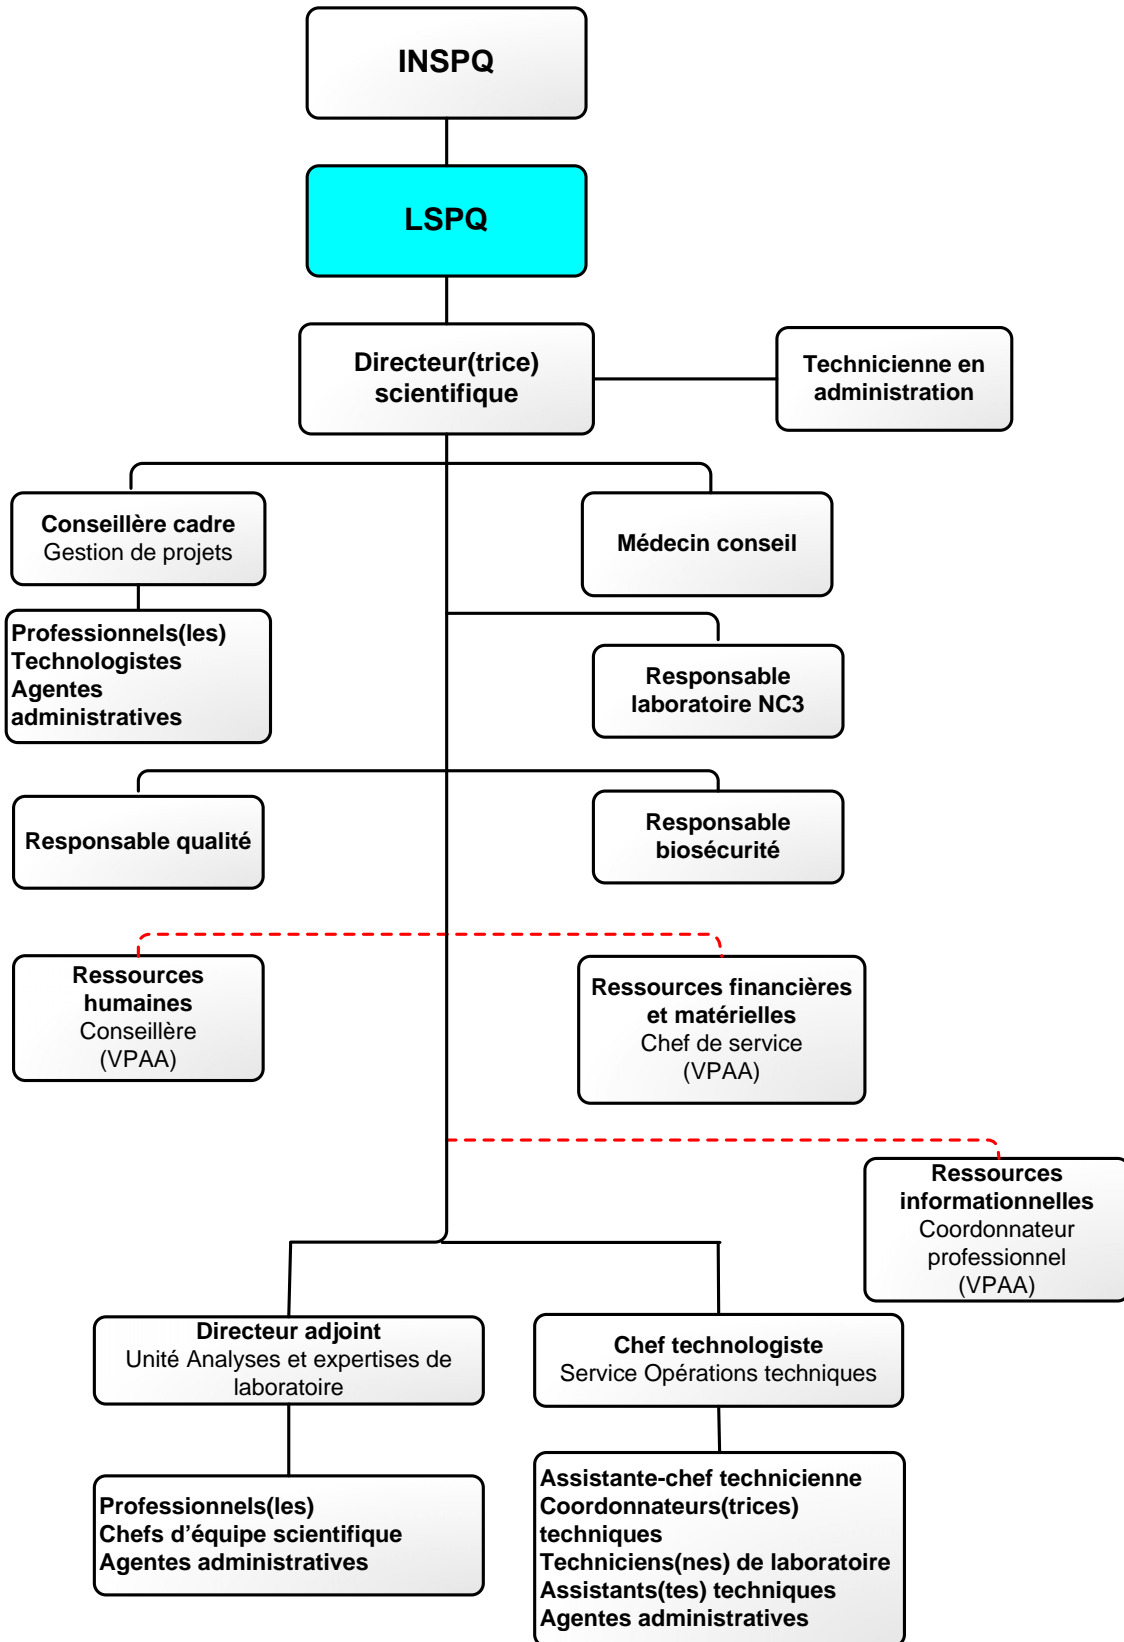 INSPQ
LSPQ
Directeur(trice)
scientifique
Technicienne en
administration
Conseillère cadre
Gestion de projets
Médecin conseil
Professionnels(les)
Technologistes
Agentes
administratives
Responsable
laboratoire NC3
Responsable qualité
Responsable
biosécurité
Ressources
humaines
Conseillère
(VPAA)
Ressources financières
et matérielles
Chef de service
(VPAA)
Ressources
informationnelles
Coordonnateur
professionnel
(VPAA)
Directeur adjoint
Unité Analyses et expertises de
laboratoire
Chef technologiste
Service Opérations techniques
Professionnels(les)
Chefs d’équipe scientifique
Agentes administratives
Assistante-chef technicienne
Coordonnateurs(trices)
techniques
Techniciens(nes) de laboratoire
Assistants(tes) techniques
Agentes administratives